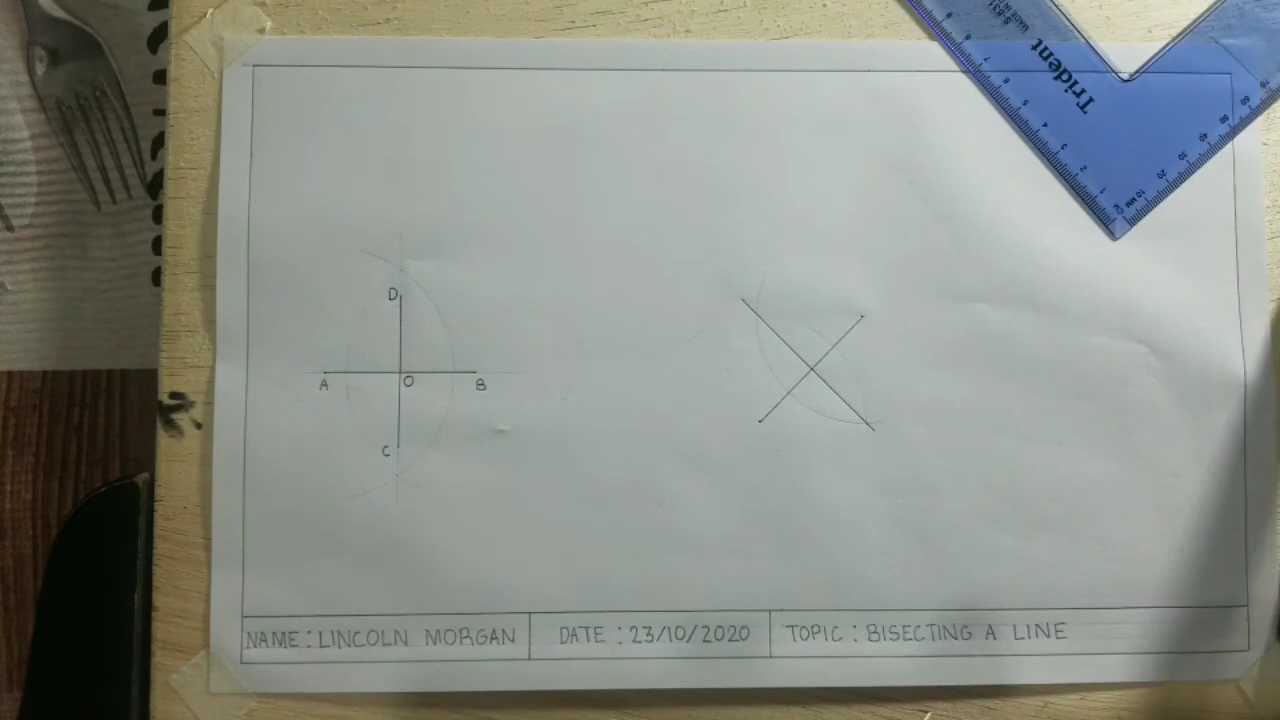 Trident
D
A
O
B
C
NAME: LINCOLN MORGAN
DATE: 23/10/2020
TOPIC: BISECTING A LINE